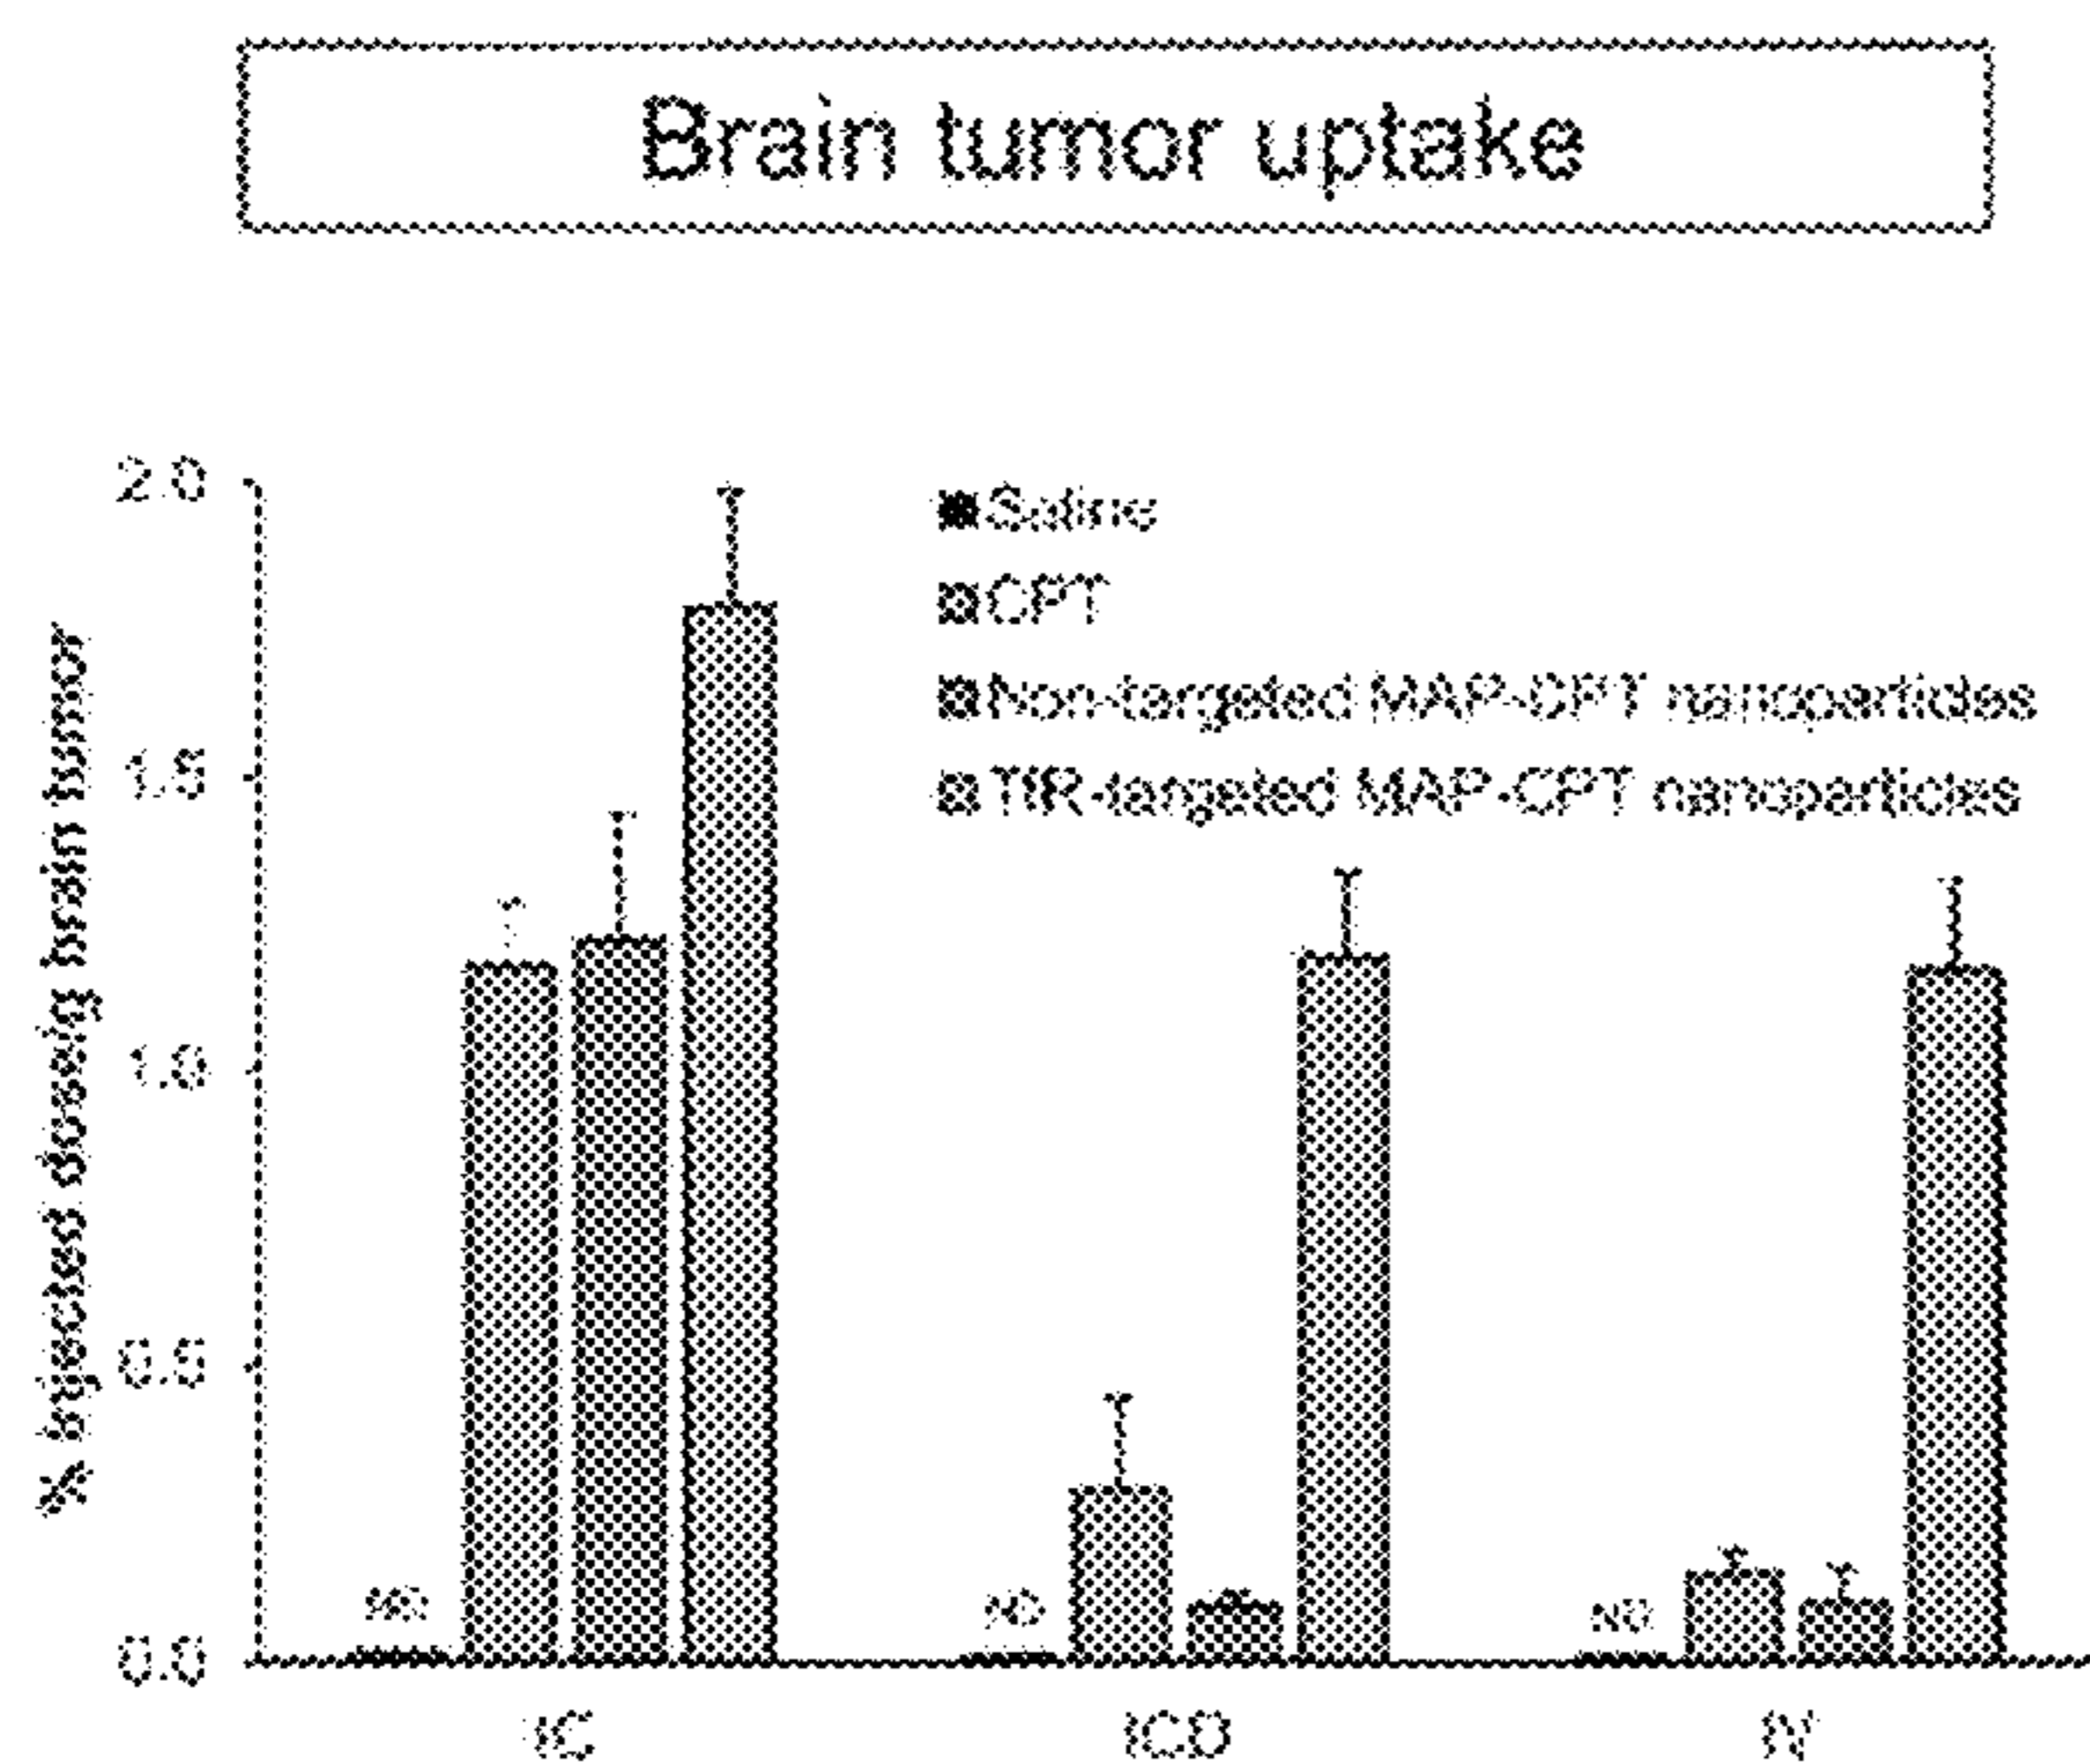 Brain tumor uptake
2.0
1.5
1.0
0.5
0.0
% injected dose/g brain tumor
Saline
CPT
Non-targeted MAP-CPT nanoparticles
TfR-targeted MAP-CPT nanoparticles
ND
ND
ND
IC
ICD
IV